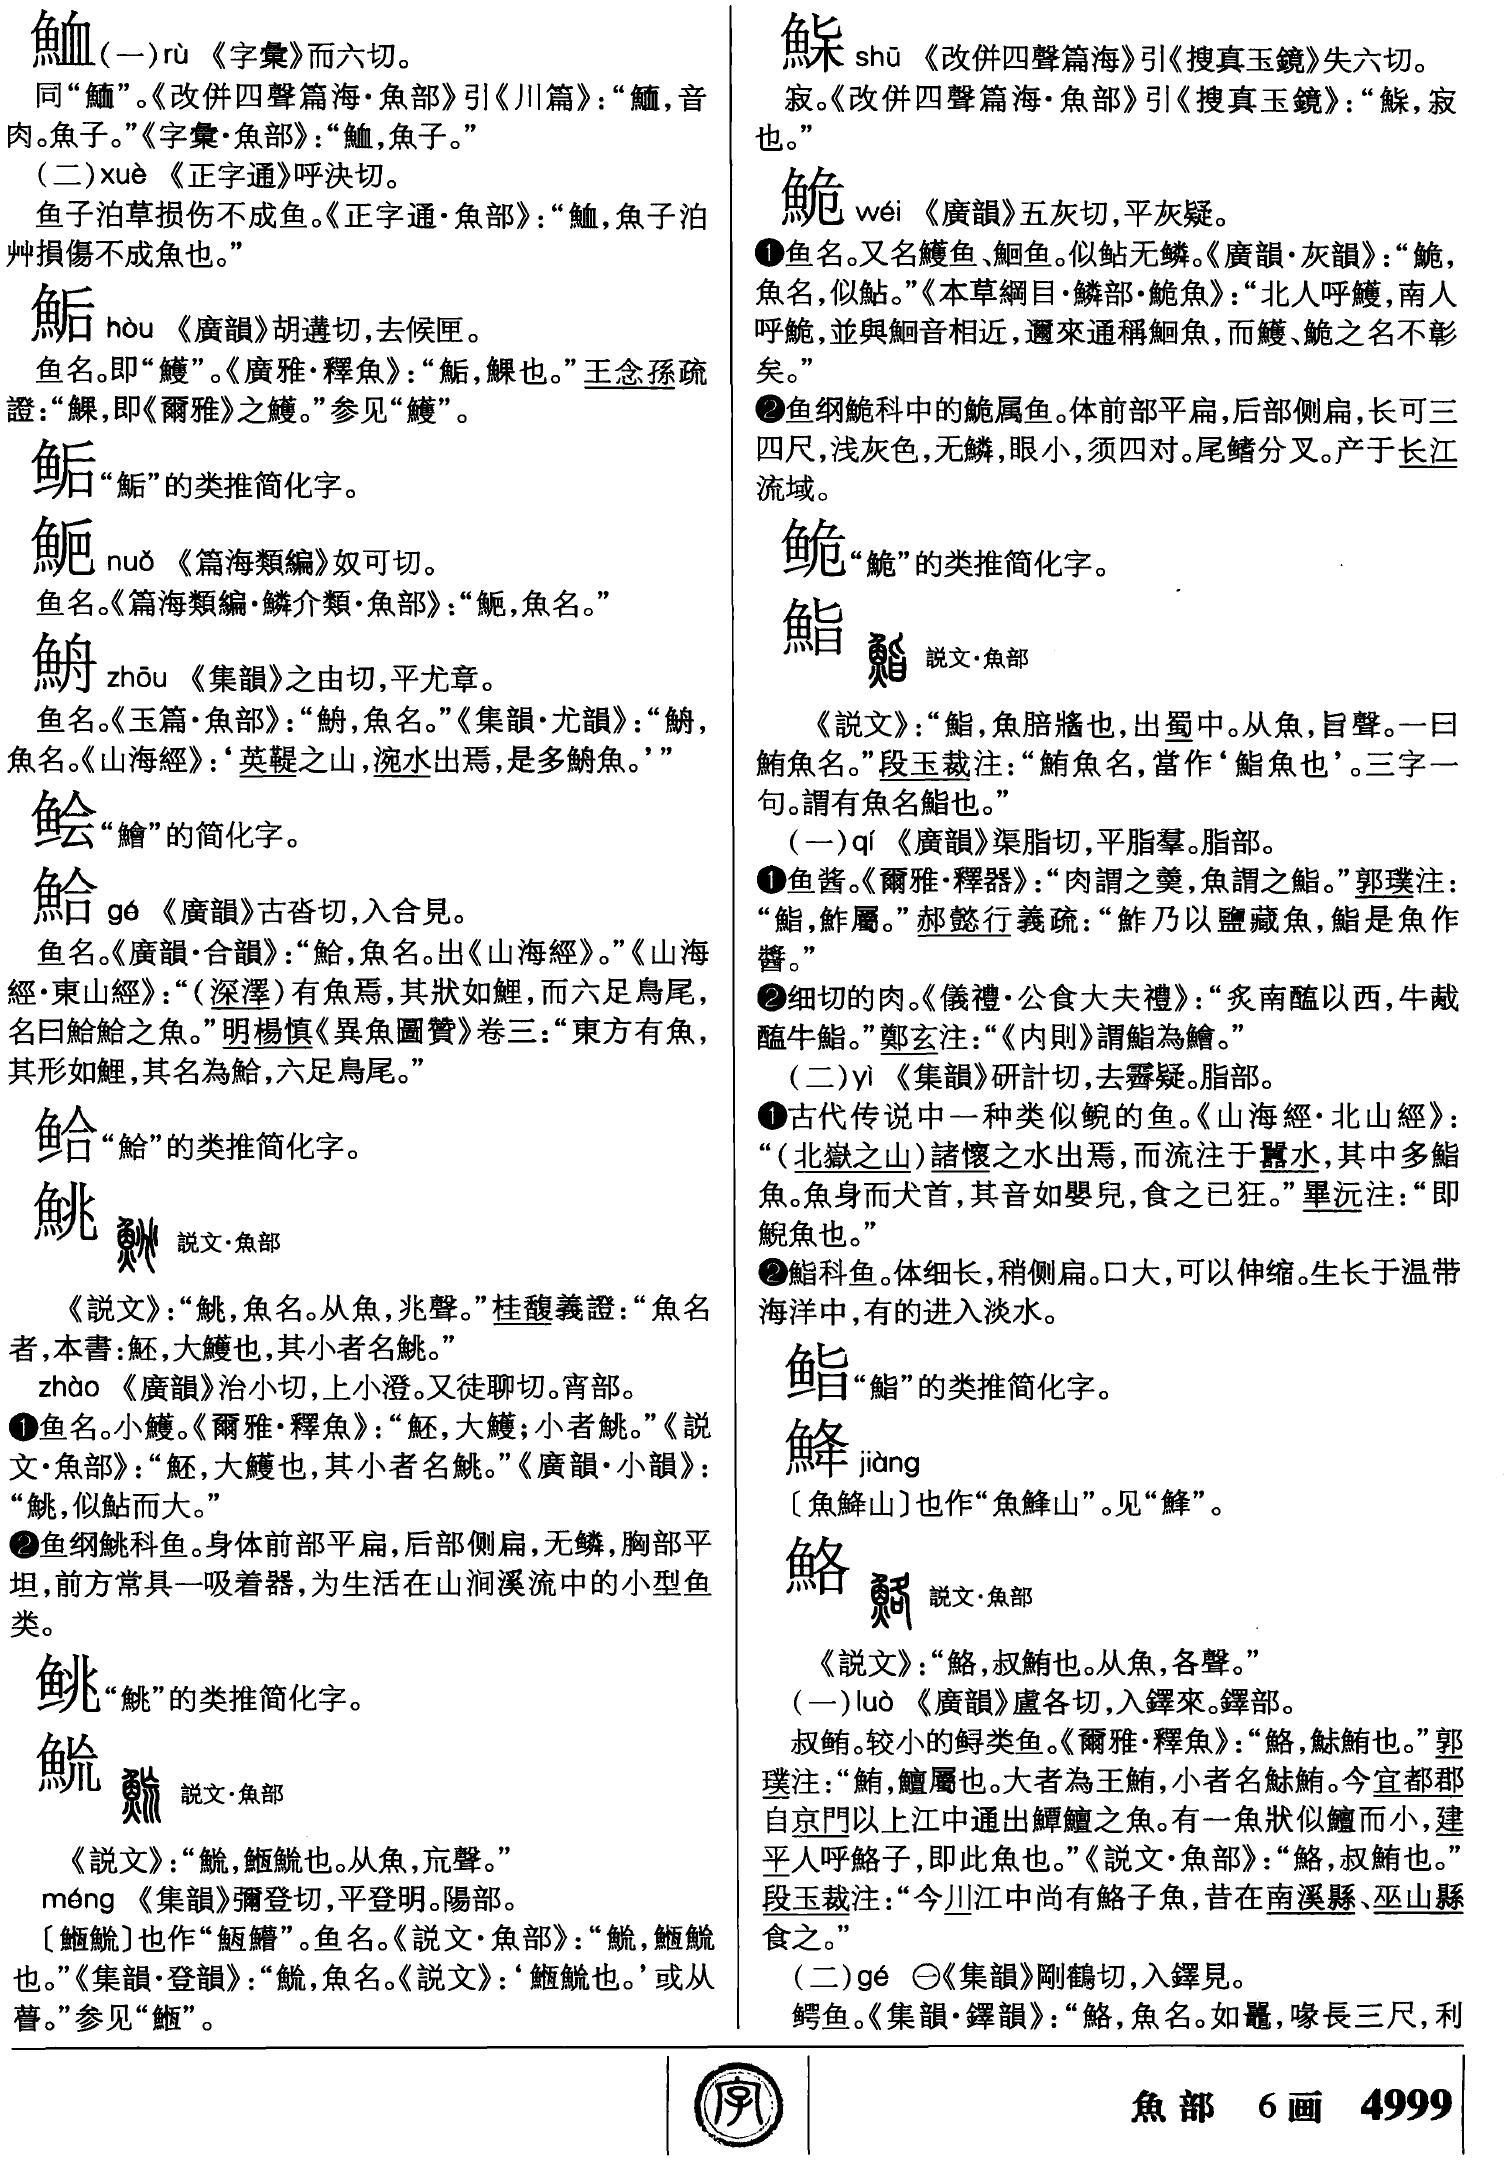 䱇(一)rù 《字彙》而六切。
同“䲆”。《改併四聲篇海·魚部》引《川篇》：“䲆,音
肉。魚子。”《字彙·魚部》：“䱇,魚子。”
(二)xuè 《正字通》呼決切。
鱼子泊草损伤不成鱼。《正字通·魚部》：“䱇,魚子泊
艸損傷不成魚也。”
鮜 hòu 《廣韻》胡遘切,去候匣。
鱼名。即“鱯”。《廣雅·釋魚》：“鮜,鰥也。”王念孫疏
證：“鰥,即《爾雅》之鱯。”参见“鱯”。
鲘“鮜”的类推简化字。
nuǒ 《篇海類編》奴可切。
鱼名。《篇海類編·鱗介類·魚部》：“,魚名。”
鵃 zhōu 《集韻》之由切,平尤章。
鱼名。《玉篇·魚部》：“,魚名。”《集韻·尤韻》：“,
魚名。《山海經》：‘英鞮之山,涴水出焉,是多魚。’”
鲙“鱠”的简化字。
鮯 gé 《廣韻》古沓切,入合見。
鱼名。《廣韻·合韻》：“鮯,魚名。出《山海經》。”《山海
經·東山經》：“(深澤)有魚焉,其狀如鯉,而六足鳥尾,
名曰鮯鮯之魚。”明楊慎《異魚圖贊》卷三：“東方有魚,
其形如鯉,其名為鮯,六足鳥尾。”
“鮯”的类推简化字。
鮡 説文·魚部
《説文》：“鮡,魚名。从魚,兆聲。”桂馥義證：“魚名
者,本書:魾,大鱯也,其小者名鮡。”
zhào 《廣韻》治小切,上小澄。又徒聊切。宵部。
❶鱼名。小鱯。《爾雅·釋魚》：“魾,大鱯；小者鮡。”《説
文·魚部》：“魾,大鱯也,其小者名鮡。”《廣韻·小韻》：
“鮡,似鮎而大。”
❷鱼纲鮡科鱼。身体前部平扁,后部侧扁,无鳞,胸部平
坦,前方常具一吸着器,为生活在山涧溪流中的小型鱼
类。
鲱“鮡”的类推简化字。
䱎 説文·魚部
《説文》：“䱎,䱭䱎也。从魚,㐬聲。”
méng 《集韻》彌登切,平登明。陽部。
〔䱭䱎〕也作“䱍䲛”。鱼名。《説文·魚部》：“䱎,䱭䱎
也。”《集韻·登韻》：“䱎,魚名。《説文》：‘䱭䱎也。’或从
瞢。”参见“䱭”。
shū 《改併四聲篇海》引《搜真玉鏡》失六切。
寂。《改併四聲篇海·魚部》引《搜真玉鏡》：“,寂
也。”
鮠 wéi 《廣韻》五灰切,平灰疑。
❶鱼名。又名鱯鱼、鮰鱼。似鲇无鳞。《廣韻·灰韻》：“鮠,
魚名,似鮎。”《本草綱目·鱗部·鮠魚》：“北人呼鱯,南人
呼鮠,並與鮰音相近,邇來通稱鮰魚,而鱯、鮠之名不彰
矣。”
❷鱼纲鮠科中的鮠属鱼。体前部平扁,后部侧扁,长可三
四尺,浅灰色,无鳞,眼小,须四对。尾鳍分叉。产于长江
流域。
鮠“鮠”的类推简化字。
鮨 説文·魚部
《説文》：“鮨,魚䏽醬也,出蜀中。从魚,旨聲。一曰
鮪魚名。”段玉裁注：“鮪魚名,當作‘鮨魚也’。三字一
句。謂有魚名鮨也。”
(一)qí 《廣韻》渠脂切,平脂羣。脂部。
❶鱼酱。《爾雅·釋器》：“肉謂之羹,魚謂之鮨。”郭璞注：
“鮨,鮓屬。”郝懿行義疏：“鮓乃以鹽藏魚,鮨是魚作
醬。”
❷细切的肉。《儀禮·公食大夫禮》：“炙南醢以西,牛胾
醢牛鮨。”鄭玄注：“《内則》謂鮨為鱠。”
(二)yì 《集韻》研計切,去霽疑。脂部。
❶古代传说中一种类似鲵的鱼。《山海經·北山經》：
“(北嶽之山)諸懷之水出焉,而流注于囂水,其中多鮨
魚。魚身而犬首,其音如嬰兒,食之已狂。”畢沅注：“即
鯢魚也。”
❷鮨科鱼。体细长,稍侧扁。口大,可以伸缩。生长于温带
海洋中,有的进入淡水。
“鮨”的类推简化字。
jiàng
〔魚山〕也作“魚山”。见“”。
鮥 説文·魚部
《説文》：“鮥,叔鮪也。从魚,各聲。”
(一)luò 《廣韻》盧各切,入鐸來。鐸部。
叔鲔。较小的鲟类鱼。《爾雅·釋魚》：“鮥,鮛鮪也。”郭
璞注：“鮪,鱣屬也。大者為王鮪,小者名鮛鮪。今宜都郡
自京門以上江中通出鱏鱣之魚。有一魚狀似鱣而小,建
平人呼鮥子,即此魚也。”《説文·魚部》：“鮥,叔鮪也。”
段玉裁注：“今川江中尚有鮥子魚,昔在南溪縣、巫山縣
食之。”
(二)gé ㊀《集韻》剛鶴切,入鐸見。
鳄鱼。《集韻·鐸韻》：“鮥,魚名。如鼉,喙長三尺,利
字
魚部 6画 4999